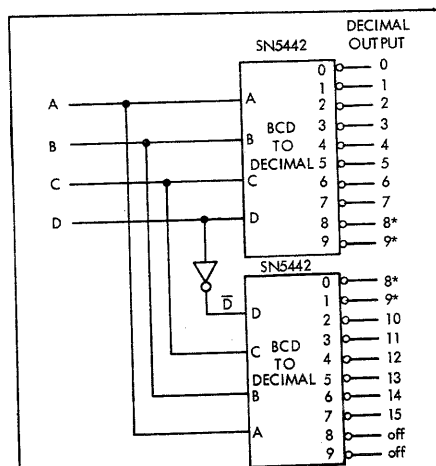 SN5442
DECIMAL
OUTPUT
A
B
C
D
A
B
C
D
BCD
TO
DECIMAL
0 0
1 1
2 2
3 3
4 4
5 5
6 6
7 7
8 8*
9 9*
SN5442
D̅
D
C
B
A
BCD
TO
DECIMAL
0 8*
1 9*
2 10
3 11
4 12
5 13
6 14
7 15
8 off
9 off